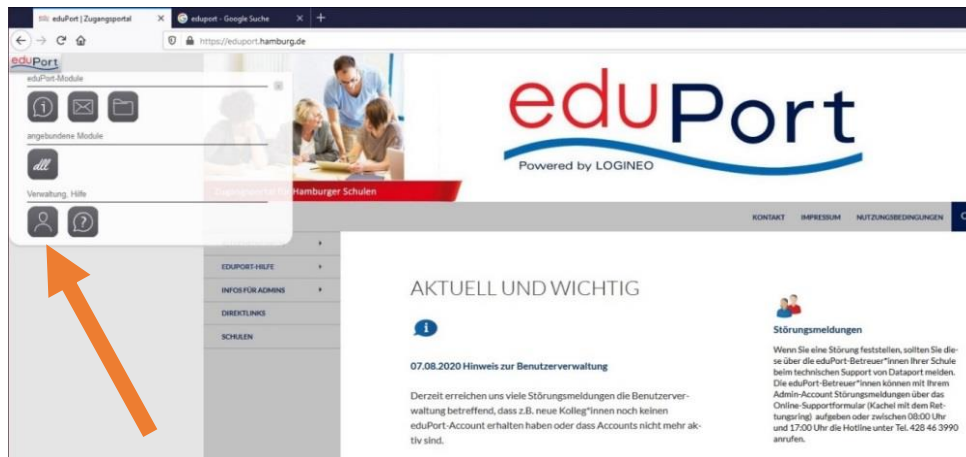 eduPort | Zugangsportal
eduport - Google Suche
https://eduport.hamburg.de
eduPort
eduPort-Module
angebundene Module
dll
Verwaltung, Hilfe
Hamburger Schulen
eduPort
Powered by LOGINEO
KONTAKT IMPRESSUM NUTZUNGSBEDINGUNGEN
EDUPORT-HILFE
INFOS FÜR ADMINS
DIREKTLINKS
SCHULEN
AKTUELL UND WICHTIG
07.08.2020 Hinweis zur Benutzerverwaltung
Derzeit erreichen uns viele Störungsmeldungen die Benutzerver-
waltung betreffend, dass z.B. neue Kolleg*innen noch keinen
eduPort-Account erhalten haben oder dass Accounts nicht mehr ak-
tiv sind.
Störungsmeldungen
Wenn Sie eine Störung feststellen, sollten Sie die-
se über die eduPort-Betreuer*innen Ihrer Schule
beim technischen Support von Dataport melden.
Die eduPort-Betreuer*innen können mit Ihrem
Admin-Account Störungsmeldungen über das
Online-Supportformular (Kachel mit dem Ret-
tungsring) aufgeben oder zwischen 08:00 Uhr
und 17:00 Uhr die Hotline unter Tel. 428 46 3990
anrufen.